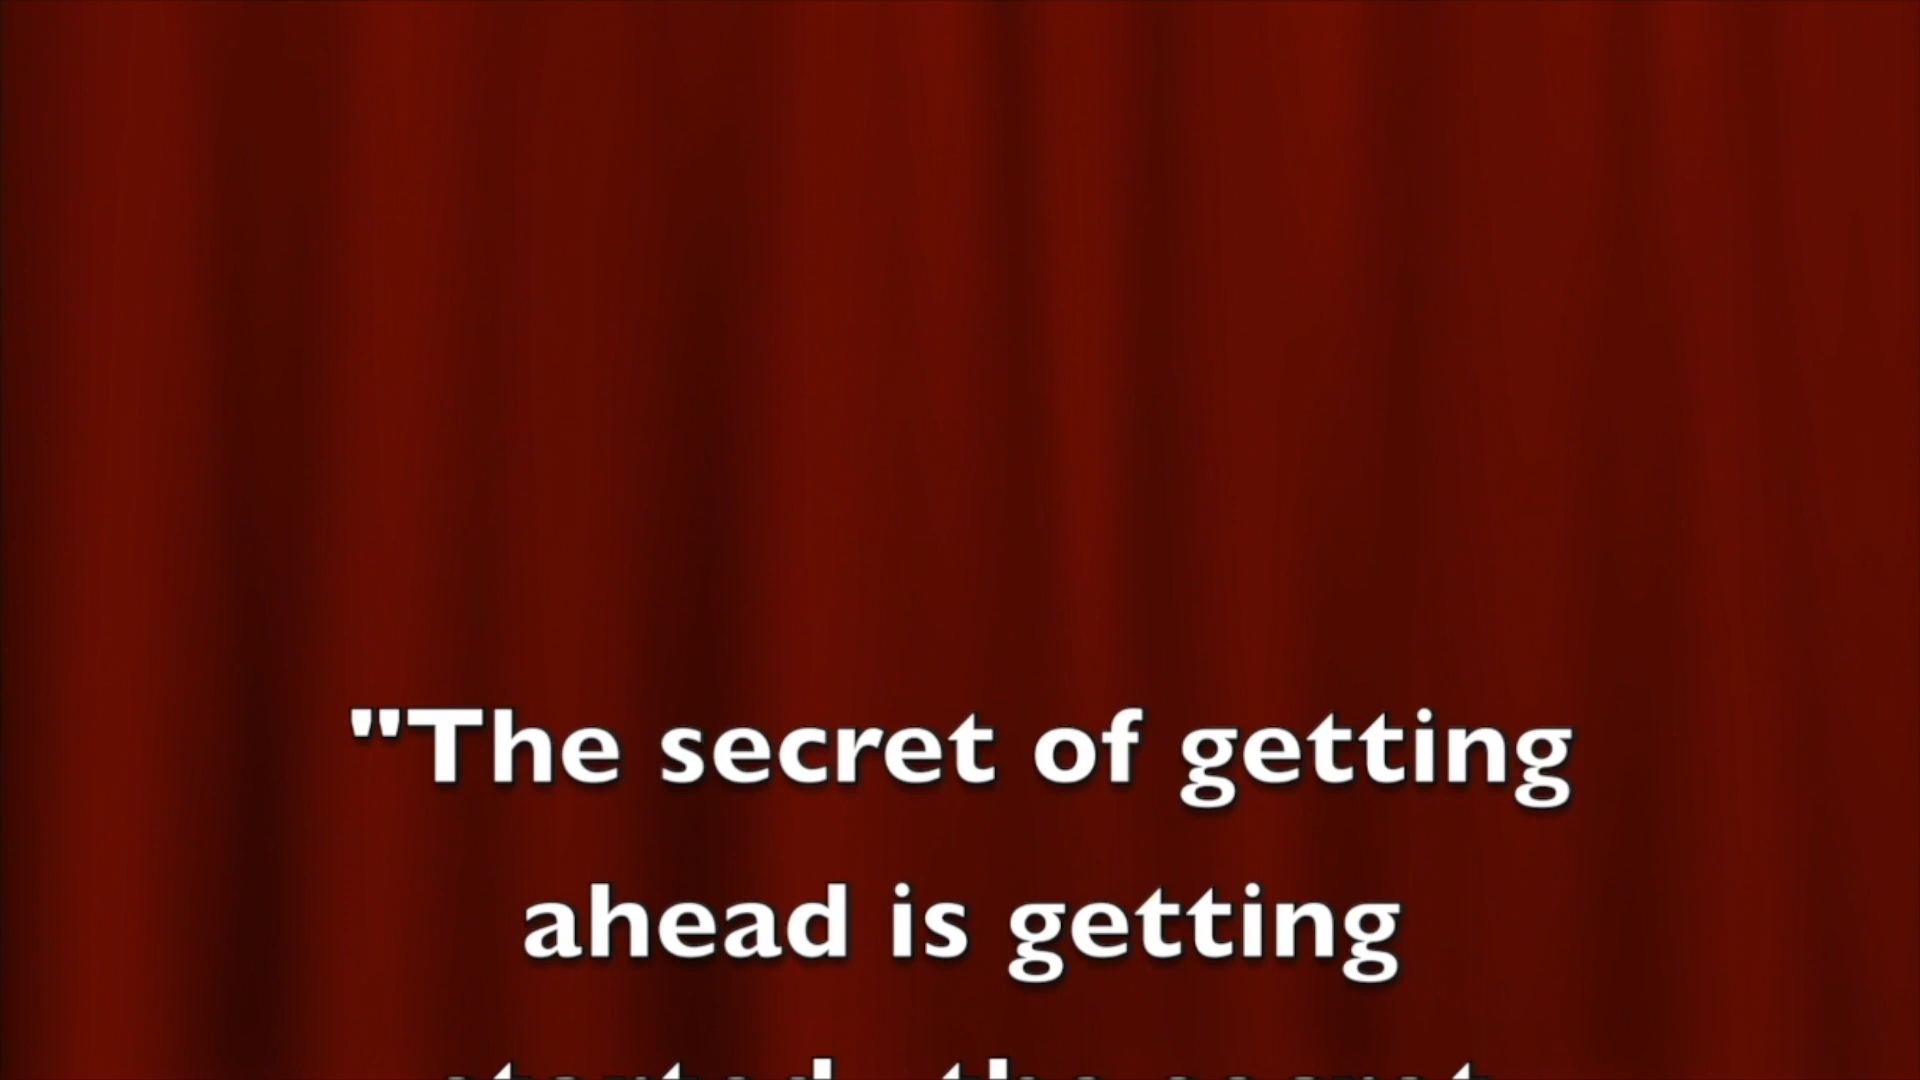 "The secret of getting
ahead is getting